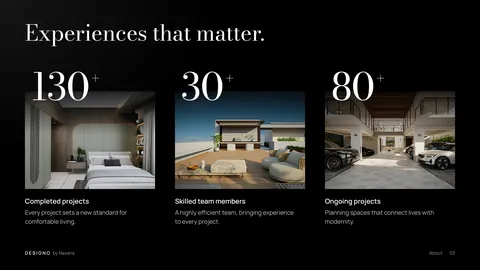 Experiences that matter.
130+
30+
80+
Completed projects
Every project sets a new standard for
comfortable living.
Skilled team members
A highly efficient team, bringing experience
to every project.
Ongoing projects
Planning spaces that connect lives with
modernity.
DESIGNO by Navana
About 03